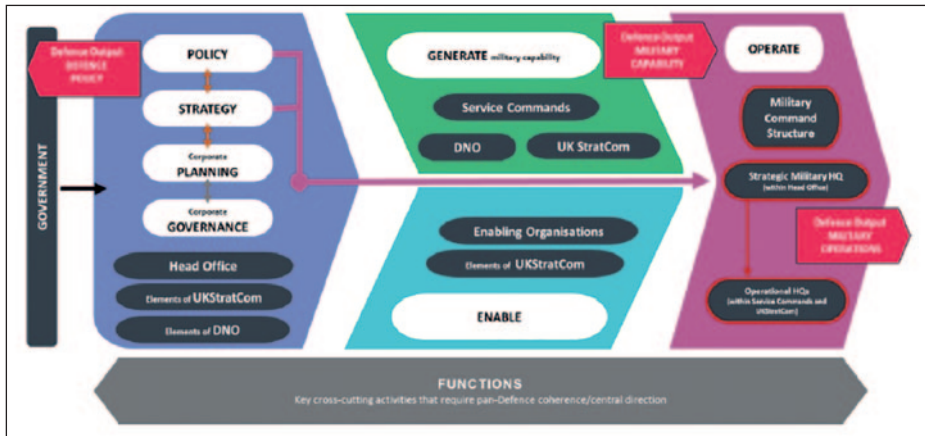 GOVERNMENT
Defence Output:
DEFENCE
POLICY
POLICY
STRATEGY
Corporate
PLANNING
Corporate
GOVERNANCE
Head Office
Elements of UKStratCom
Elements of DNO
GENERATE military capability
Service Commands
DNO
UK StratCom
Enabling Organisations
Elements of UKStratCom
ENABLE
Defence Output:
MILITARY
CAPABILITY
OPERATE
Military
Command
Structure
Strategic Military HQ
(within Head Office)
Defence Output:
MILITARY
OPERATIONS
Operational HQs
(within Service Commands and
UKStratCom)
FUNCTIONS
Key cross-cutting activities that require pan-Defence coherence/central direction